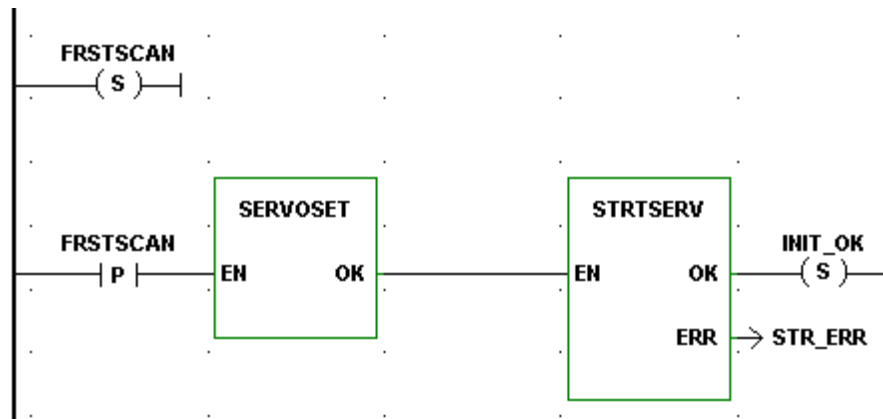 FRSTSCAN
S
SERVOSET
STRTSERV
FRSTSCAN
INIT_OK
P
EN OK
EN OK
S
ERR
STR_ERR